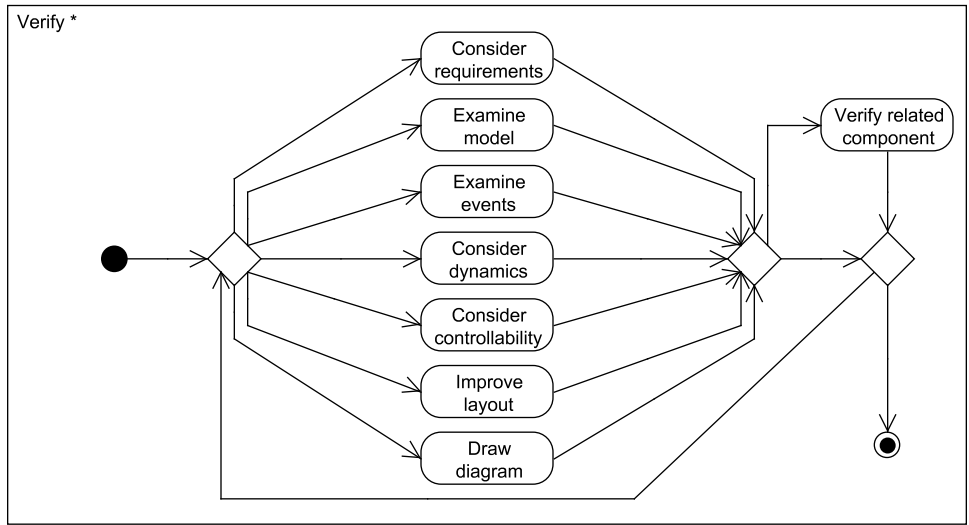 Verify *
Consider
requirements
Examine
model
Verify related
component
Examine
events
Consider
dynamics
Consider
controllability
Improve
layout
Draw
diagram